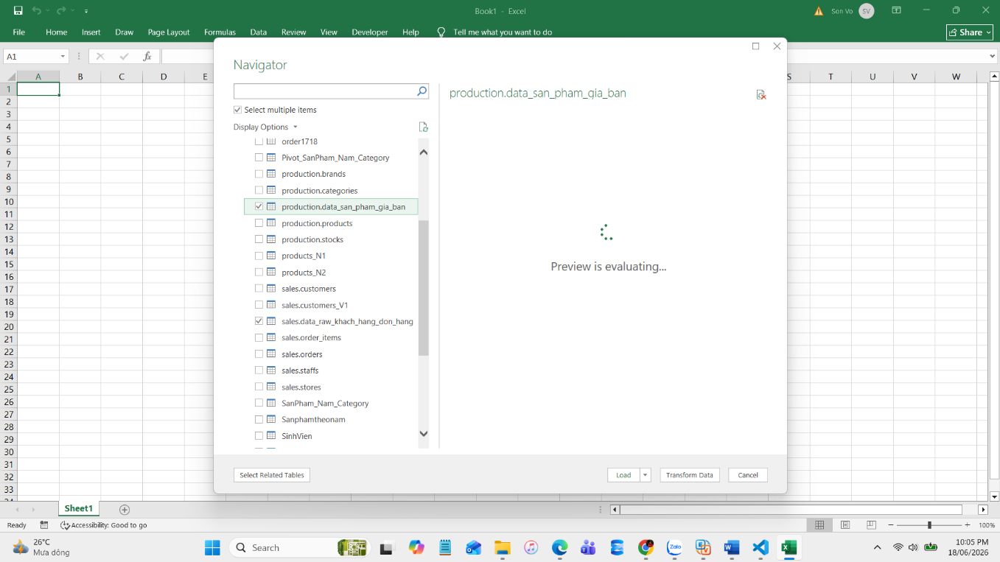 Book1 - Excel
Son Vo
SV
File Home Insert Draw Page Layout Formulas Data Review View Developer Help Tell me what you want to do
Share
A1
fx
A B C D E S T U V W
1
2
3
4
5
6
7
8
9
10
11
12
13
14
15
16
17
18
19
20
21
22
23
24
25
26
27
28
29
30
31
32
33
Navigator
Select multiple items
Display Options
order1718
Pivot_SanPham_Nam_Category
production.brands
production.categories
production.data_san_pham_gia_ban
production.products
production.stocks
products_N1
products_N2
sales.customers
sales.customers_V1
sales.data_raw_khach_hang_don_hang
sales.order_items
sales.orders
sales.staffs
sales.stores
SanPham_Nam_Category
Sanphamtheonam
SinhVien
production.data_san_pham_gia_ban
Preview is evaluating...
Select Related Tables
Load
Transform Data
Cancel
Sheet1
Ready
Accessibility: Good to go
100%
26°C
Mưa dông
Search
Zalo
10:05 PM
18/06/2026